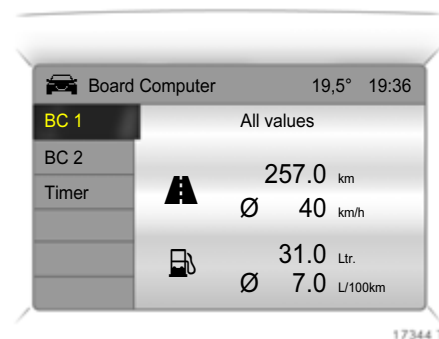 Board Computer 19,5° 19:36
BC 1
All values
BC 2
Timer
257.0 km
Ø 40 km/h
31.0 Ltr.
Ø 7.0 L/100km
17344 T